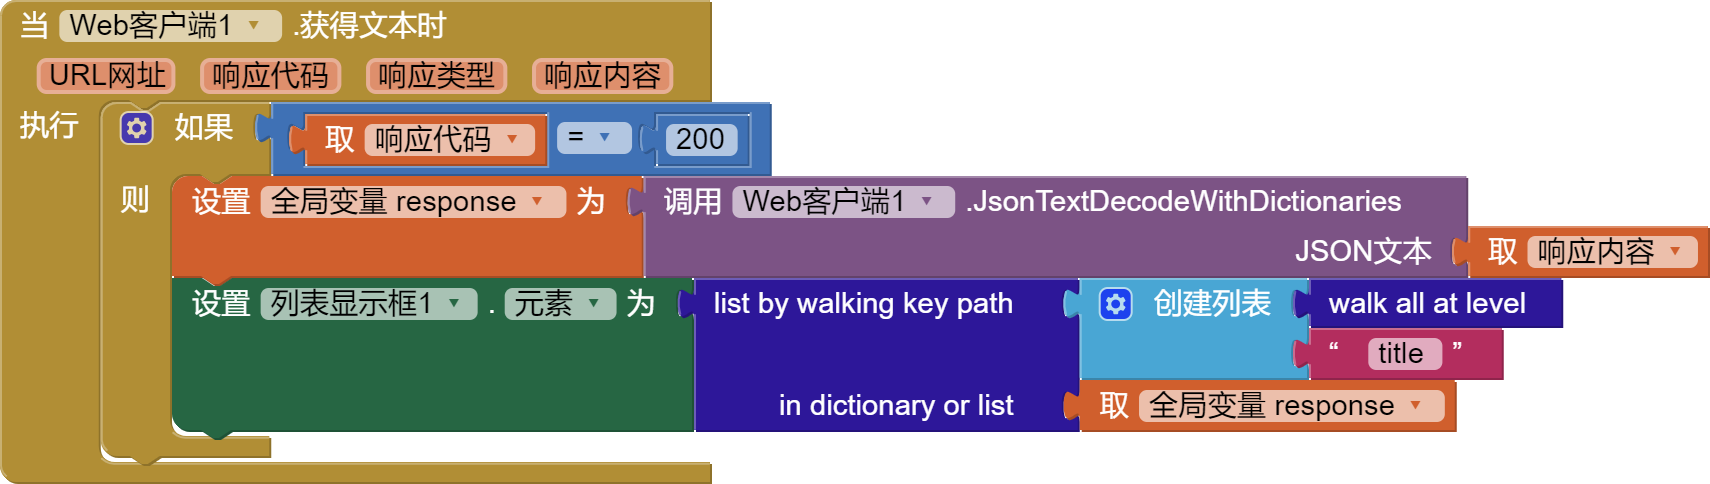 当 Web客户端1 .获得文本时
URL网址 响应代码 响应类型 响应内容
执行 如果 取 响应代码 = 200
则 设置 全局变量 response 为 调用 Web客户端1 .JsonTextDecodeWithDictionaries
JSON文本 取 响应内容
设置 列表显示框1 . 元素 为 list by walking key path 创建列表 walk all at level
“ title ”
in dictionary or list 取 全局变量 response